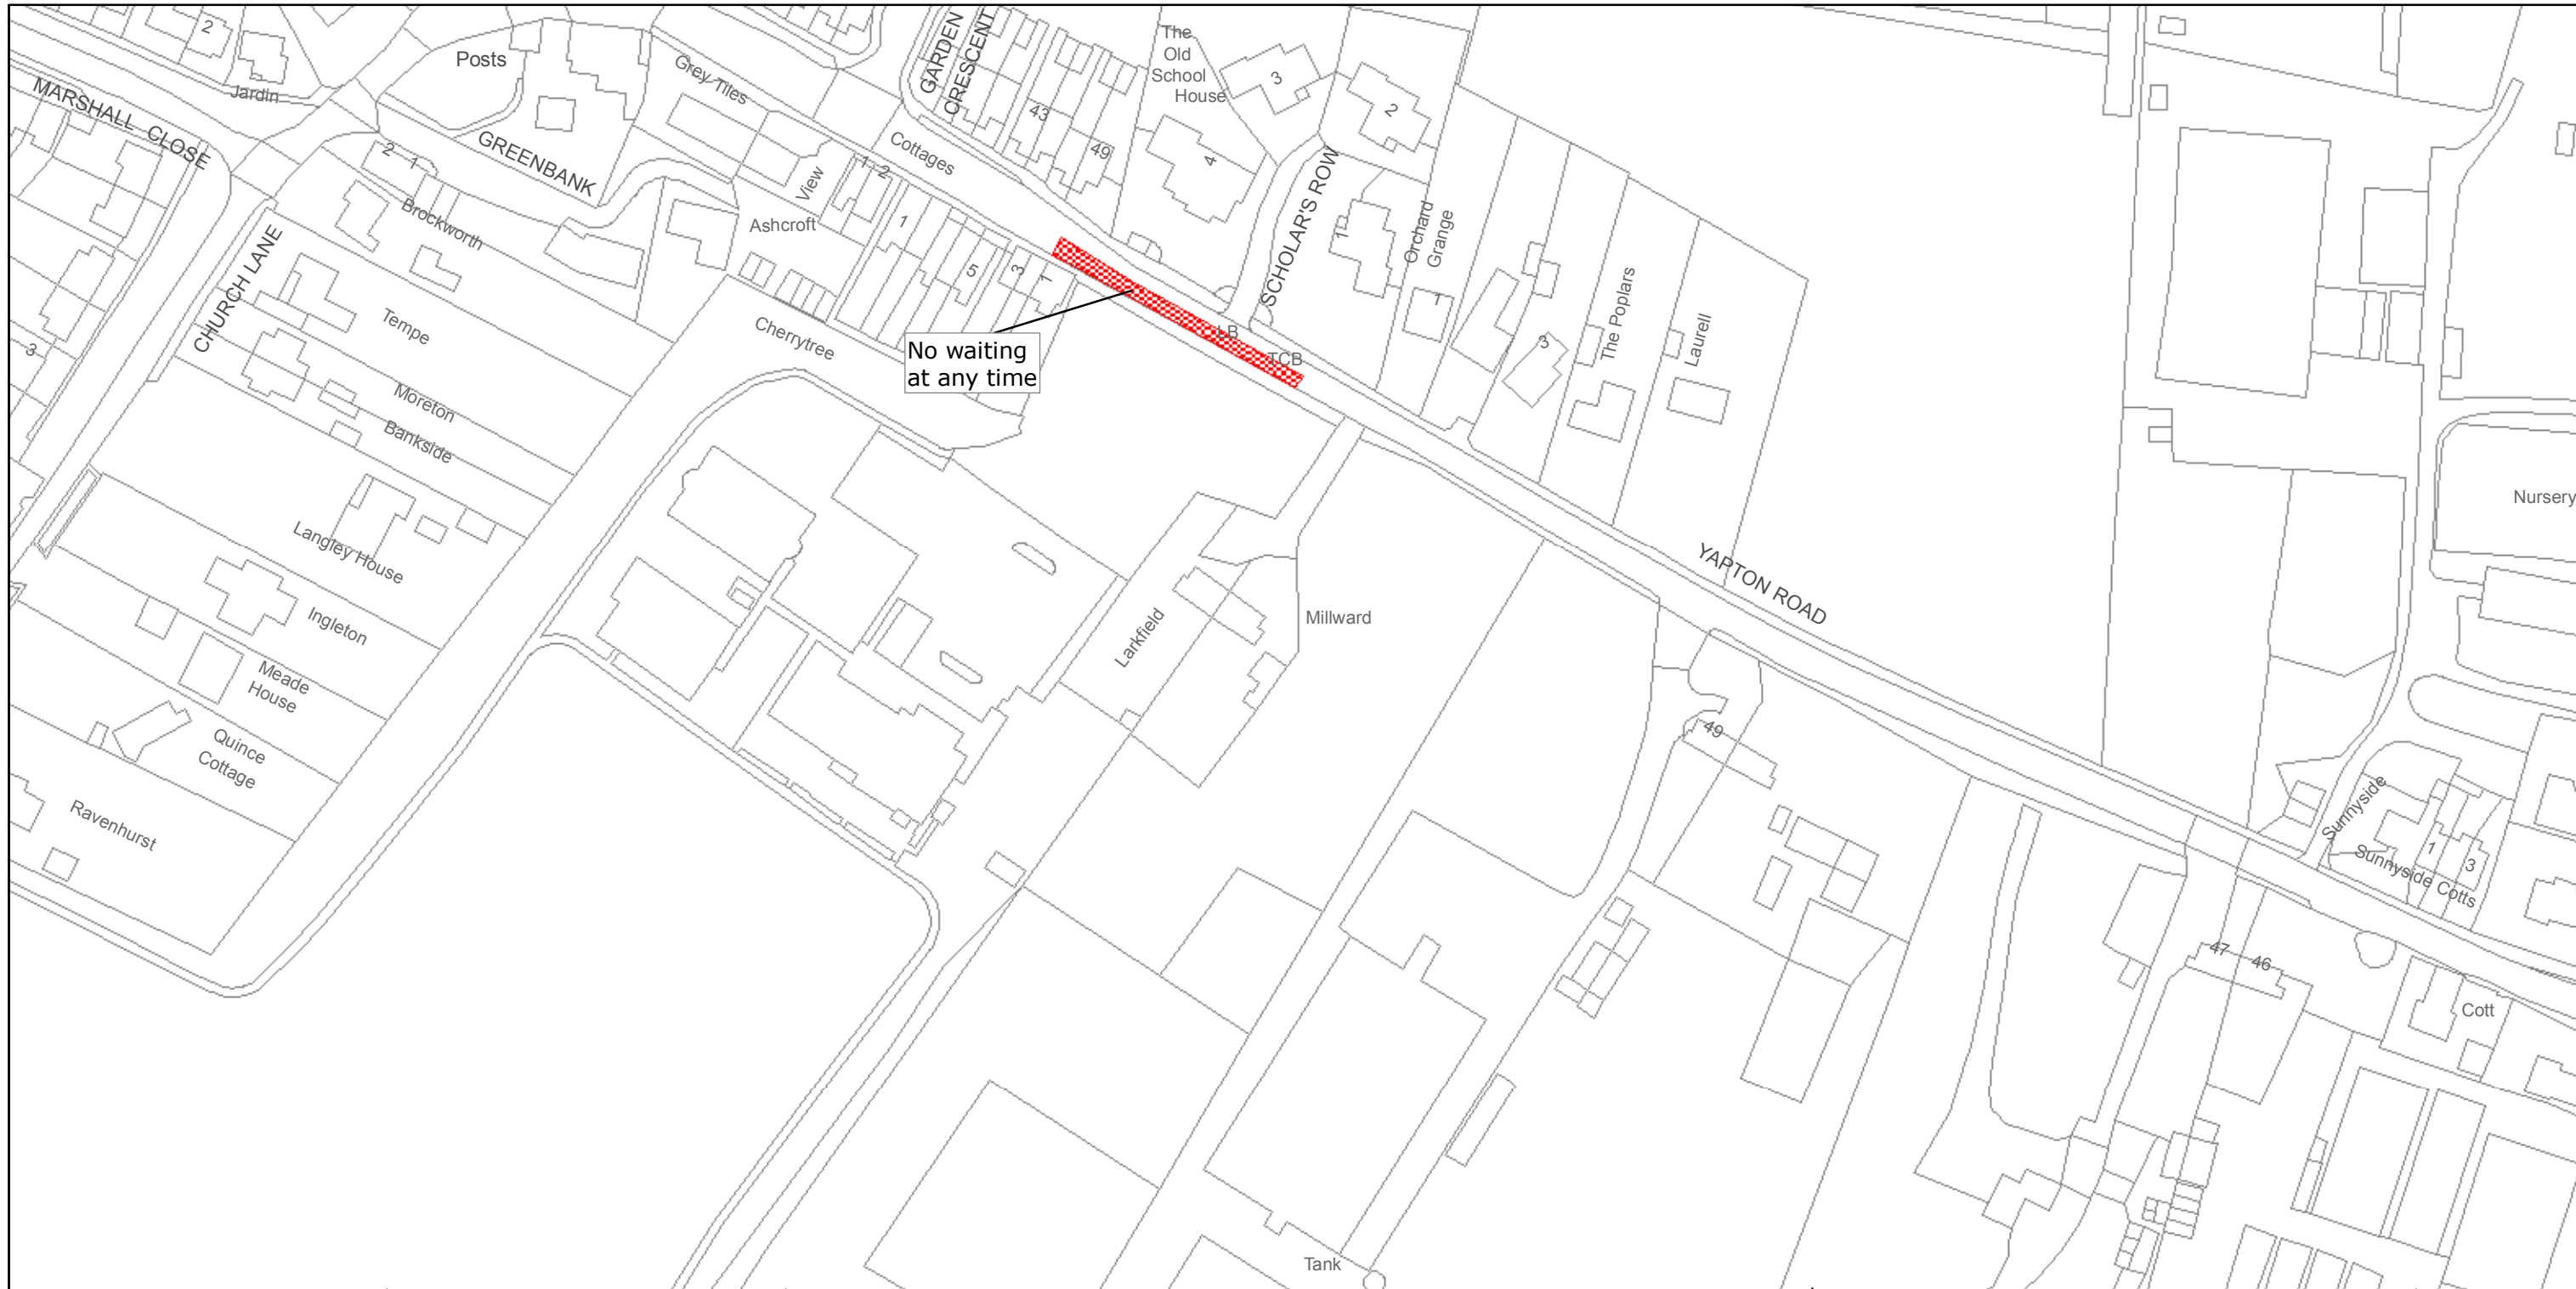 2
Jardin
MARSHALL CLOSE
Posts
GREENBANK
Grey Tiles
GARDEN
CRESCENT
43
49
Cottages
The
Old
School
House
3
2
4
SCHOLAR'S ROW
1
Orchard
Grange
1
3
The Poplars
Laurell
2
1
Brockworth
CHURCH LANE
View
1
2
Ashcroft
1
5
3
1
Cherrytree
No waiting
at any time
LB
TCB
3
Tempe
Moreton
Bankside
Langley House
Ingleton
Meade
House
Quince
Cottage
Ravenhurst
Larkfield
Millward
YAPTON ROAD
Nursery
49
Sunnyside
1
3
Sunnyside Cotts
47
46
Cott
Tank